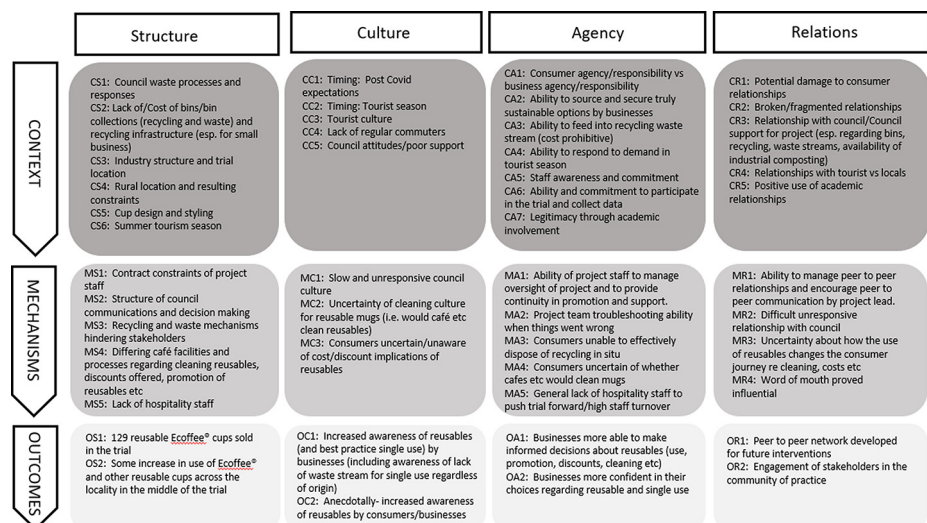 Structure
Culture
Agency
Relations
CONTEXT
CS1: Council waste processes and
responses
CS2: Lack of/Cost of bins/bin
collections (recycling and waste) and
recycling infrastructure (esp. for small
business)
CS3: Industry structure and trial
location
CS4: Rural location and resulting
constraints
CS5: Cup design and styling
CS6: Summer tourism season
CC1: Timing: Post Covid
expectations
CC2: Timing: Tourist season
CC3: Tourist culture
CC4: Lack of regular commuters
CC5: Council attitudes/poor support
CA1: Consumer agency/responsibility vs
business agency/responsibility
CA2: Ability to source and secure truly
sustainable options by businesses
CA3: Ability to feed into recycling waste
stream (cost prohibitive)
CA4: Ability to respond to demand in
tourist season
CA5: Staff awareness and commitment
CA6: Ability and commitment to participate
in the trial and collect data
CA7: Legitimacy through academic
involvement
CR1: Potential damage to consumer
relationships
CR2: Broken/fragmented relationships
CR3: Relationship with council/Council
support for project (esp. regarding bins,
recycling, waste streams, availability of
industrial composting)
CR4: Relationships with tourist vs locals
CR5: Positive use of academic
relationships
MECHANISMS
MS1: Contract constraints of project
staff
MS2: Structure of council
communications and decision making
MS3: Recycling and waste mechanisms
hindering stakeholders
MS4: Differing café facilities and
processes regarding cleaning reusables,
discounts offered, promotion of
reusables etc
MS5: Lack of hospitality staff
MC1: Slow and unresponsive council
culture
MC2: Uncertainty of cleaning culture
for reusable mugs (i.e. would café etc
clean reusables)
MC3: Consumers uncertain/unaware
of cost/discount implications of
reusables
MA1: Ability of project staff to manage
oversight of project and to provide
continuity in promotion and support.
MA2: Project team troubleshooting ability
when things went wrong
MA3: Consumers unable to effectively
dispose of recycling in situ
MA4: Consumers uncertain of whether
cafes etc would clean mugs
MA5: General lack of hospitality staff to
push trial forward/high staff turnover
MR1: Ability to manage peer to peer
relationships and encourage peer to
peer communication by project lead.
MR2: Difficult unresponsive
relationship with council
MR3: Uncertainty about how the use
of reusables changes the consumer
journey re cleaning, costs etc
MR4: Word of mouth proved
influential
OUTCOMES
OS1: 129 reusable Ecoffee® cups sold
in the trial
OS2: Some increase in use of Ecoffee®
and other reusable cups across the
locality in the middle of the trial
OC1: Increased awareness of reusables
(and best practice single use) by
businesses (including awareness of lack
of waste stream for single use regardless
of origin)
OC2: Anecdotally- increased awareness
of reusables by consumers/businesses
OA1: Businesses more able to make
informed decisions about reusables (use,
promotion, discounts, cleaning etc)
OA2: Businesses more confident in
their choices regarding reusable and single use
OR1: Peer to peer network developed
for future interventions
OR2: Engagement of stakeholders in the
community of practice